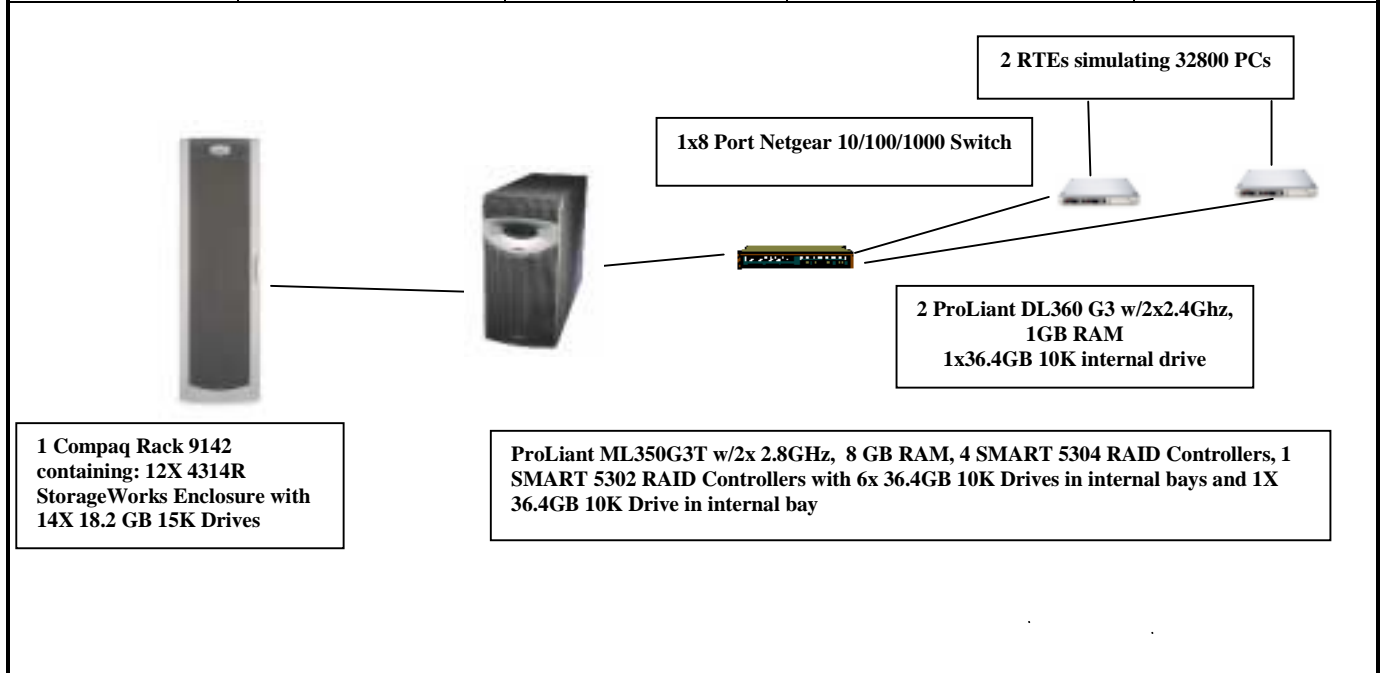 2 RTEs simulating 32800 PCs
1x8 Port Netgear 10/100/1000 Switch
2 ProLiant DL360 G3 w/2x2.4Ghz,
1GB RAM
1x36.4GB 10K internal drive
1 Compaq Rack 9142
containing: 12X 4314R
StorageWorks Enclosure with
14X 18.2 GB 15K Drives
ProLiant ML350G3T w/2x 2.8GHz,  8 GB RAM, 4 SMART 5304 RAID Controllers, 1
SMART 5302 RAID Controllers with 6x 36.4GB 10K Drives in internal bays and 1X
36.4GB 10K Drive in internal bay